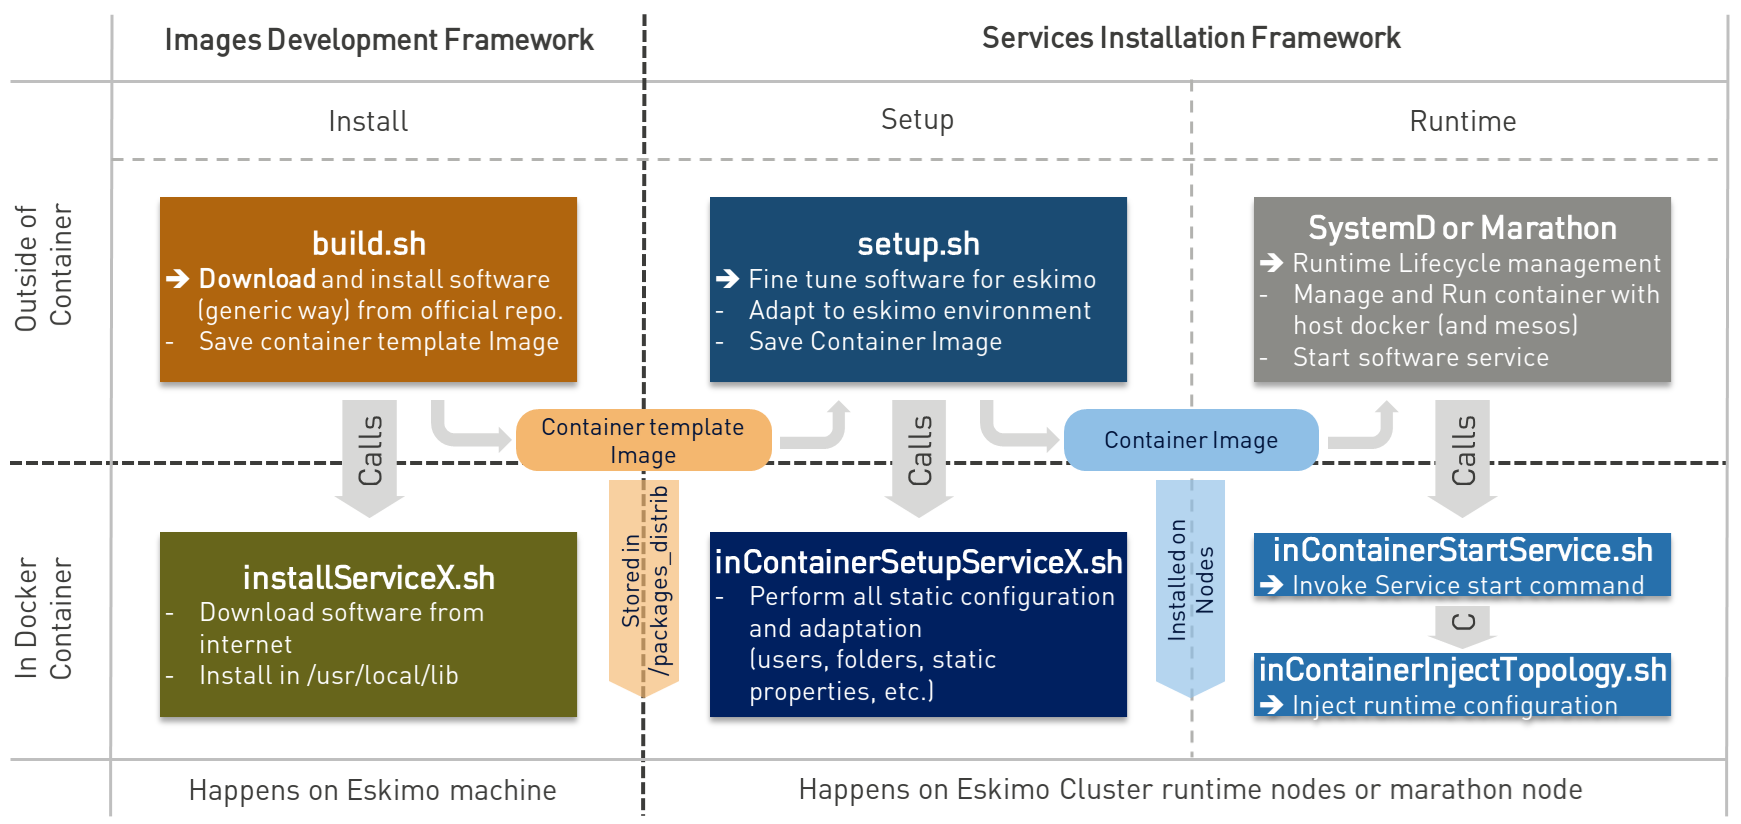 Images Development Framework
Services Installation Framework
Install
Setup
Runtime
Outside of
Container
build.sh
➔ Download and install software
(generic way) from official repo.
- Save container template Image
setup.sh
➔ Fine tune software for eskimo
- Adapt to eskimo environment
- Save Container Image
SystemD or Marathon
➔ Runtime Lifecycle management
- Manage and Run container with
host docker (and mesos)
- Start software service
Calls
Container template
Image
Calls
Container Image
Calls
In Docker
Container
installServiceX.sh
- Download software from
internet
- Install in /usr/local/lib
Stored in
/packages_distrib
inContainerSetupServiceX.sh
- Perform all static configuration
and adaptation
(users, folders, static
properties, etc.)
Installed on
Nodes
inContainerStartService.sh
➔ Invoke Service start command
C
inContainerInjectTopology.sh
➔ Inject runtime configuration
Happens on Eskimo machine
Happens on Eskimo Cluster runtime nodes or marathon node